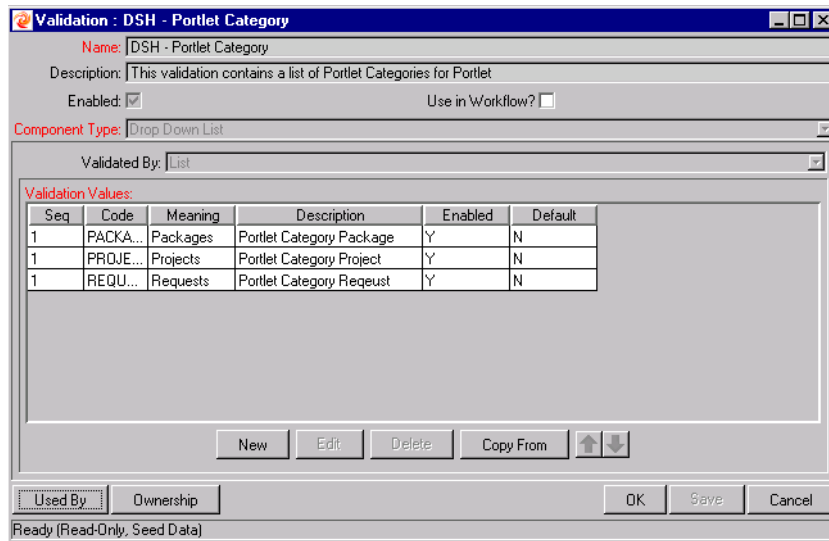 Validation : DSH - Portlet Category
Name: DSH - Portlet Category
Description: This validation contains a list of Portlet Categories for Portlet
Enabled: Use in Workflow?
Component Type: Drop Down List
Validated By: List
Validation Values:
Seq Code Meaning Description Enabled Default
1 PACKA... Packages Portlet Category Package Y N
1 PROJE... Projects Portlet Category Project Y N
1 REQU... Requests Portlet Category Reqeust Y N
New Edit Delete Copy From
Used By Ownership OK Save Cancel
Ready (Read-Only, Seed Data)